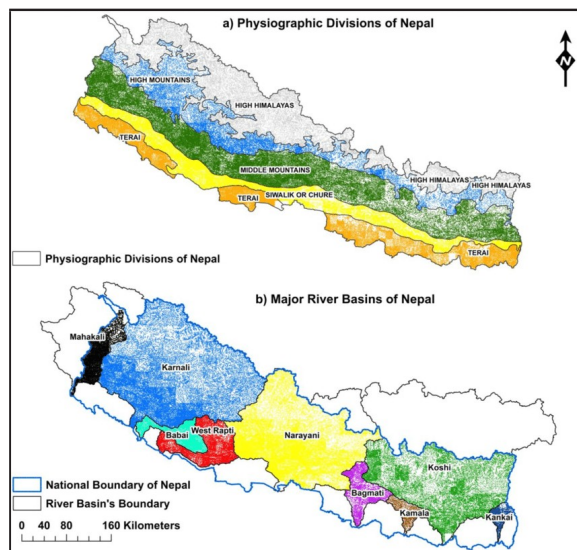 a) Physiographic Divisions of Nepal
N
HIGH MOUNTAINS
HIGH HIMALAYAS
TERAI
MIDDLE MOUNTAINS
HIGH HIMALAYAS
HIGH HIMALAYAS
SIWALIK OR CHURE
TERAI
TERAI
Physiographic Divisions of Nepal
b) Major River Basins of Nepal
Mahakali
Karnali
Babai
West Rapti
Narayani
Koshi
Bagmati
Kamala
Kankai
National Boundary of Nepal
River Basin's Boundary
0 40 80 160 Kilometers